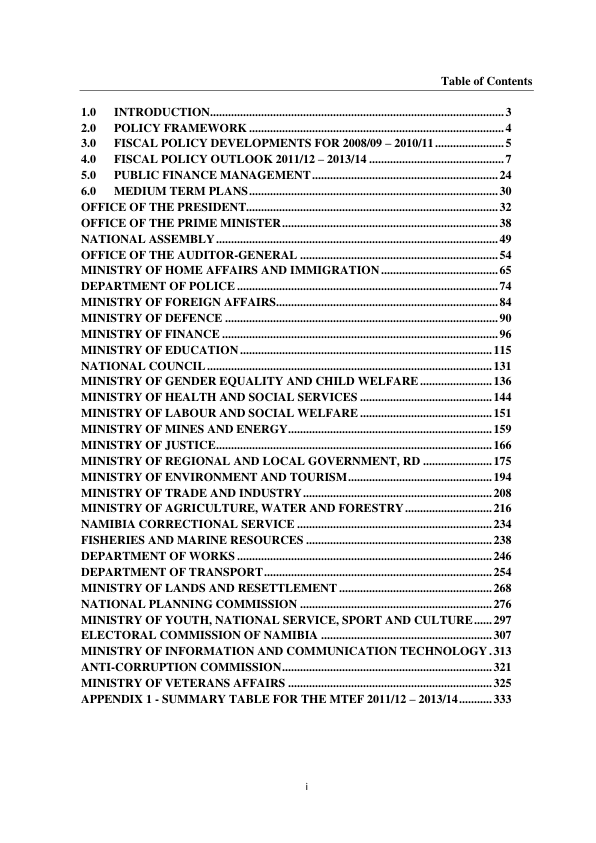 Table of Contents
1.0 INTRODUCTION.................................................................................................. 3
2.0 POLICY FRAMEWORK ..................................................................................... 4
3.0 FISCAL POLICY DEVELOPMENTS FOR 2008/09 – 2010/11 ....................... 5
4.0 FISCAL POLICY OUTLOOK 2011/12 – 2013/14 ............................................. 7
5.0 PUBLIC FINANCE MANAGEMENT.............................................................. 24
6.0 MEDIUM TERM PLANS................................................................................... 30
OFFICE OF THE PRESIDENT.................................................................................... 32
OFFICE OF THE PRIME MINISTER........................................................................ 38
NATIONAL ASSEMBLY.............................................................................................. 49
OFFICE OF THE AUDITOR-GENERAL .................................................................. 54
MINISTRY OF HOME AFFAIRS AND IMMIGRATION....................................... 65
DEPARTMENT OF POLICE ....................................................................................... 74
MINISTRY OF FOREIGN AFFAIRS.......................................................................... 84
MINISTRY OF DEFENCE ........................................................................................... 90
MINISTRY OF FINANCE ............................................................................................ 96
MINISTRY OF EDUCATION .................................................................................... 115
NATIONAL COUNCIL ............................................................................................... 131
MINISTRY OF GENDER EQUALITY AND CHILD WELFARE ........................ 136
MINISTRY OF HEALTH AND SOCIAL SERVICES ............................................ 144
MINISTRY OF LABOUR AND SOCIAL WELFARE ............................................ 151
MINISTRY OF MINES AND ENERGY.................................................................... 159
MINISTRY OF JUSTICE............................................................................................ 166
MINISTRY OF REGIONAL AND LOCAL GOVERNMENT, RD ....................... 175
MINISTRY OF ENVIRONMENT AND TOURISM................................................ 194
MINISTRY OF TRADE AND INDUSTRY............................................................... 208
MINISTRY OF AGRICULTURE, WATER AND FORESTRY............................. 216
NAMIBIA CORRECTIONAL SERVICE ................................................................. 234
FISHERIES AND MARINE RESOURCES .............................................................. 238
DEPARTMENT OF WORKS ..................................................................................... 246
DEPARTMENT OF TRANSPORT............................................................................ 254
MINISTRY OF LANDS AND RESETTLEMENT ................................................... 268
NATIONAL PLANNING COMMISSION ................................................................ 276
MINISTRY OF YOUTH, NATIONAL SERVICE, SPORT AND CULTURE...... 297
ELECTORAL COMMISSION OF NAMIBIA ......................................................... 307
MINISTRY OF INFORMATION AND COMMUNICATION TECHNOLOGY . 313
ANTI-CORRUPTION COMMISSION...................................................................... 321
MINISTRY OF VETERANS AFFAIRS .................................................................... 325
APPENDIX 1 - SUMMARY TABLE FOR THE MTEF 2011/12 – 2013/14........... 333
i